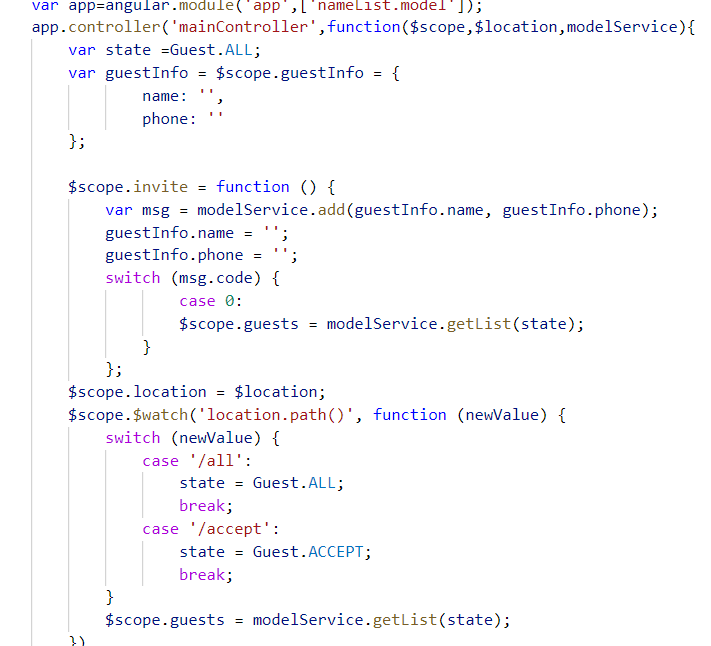 var app=angular.module('app',['nameList.model']);
app.controller('mainController',function($scope,$location,modelService){
var state =Guest.ALL;
var guestInfo = $scope.guestInfo = {
name: '',
phone: ''
};
$scope.invite = function () {
var msg = modelService.add(guestInfo.name, guestInfo.phone);
guestInfo.name = '';
guestInfo.phone = '';
switch (msg.code) {
case 0:
$scope.guests = modelService.getList(state);
}
};
$scope.location = $location;
$scope.$watch('location.path()', function (newValue) {
switch (newValue) {
case '/all':
state = Guest.ALL;
break;
case '/accept':
state = Guest.ACCEPT;
break;
}
$scope.guests = modelService.getList(state);
})